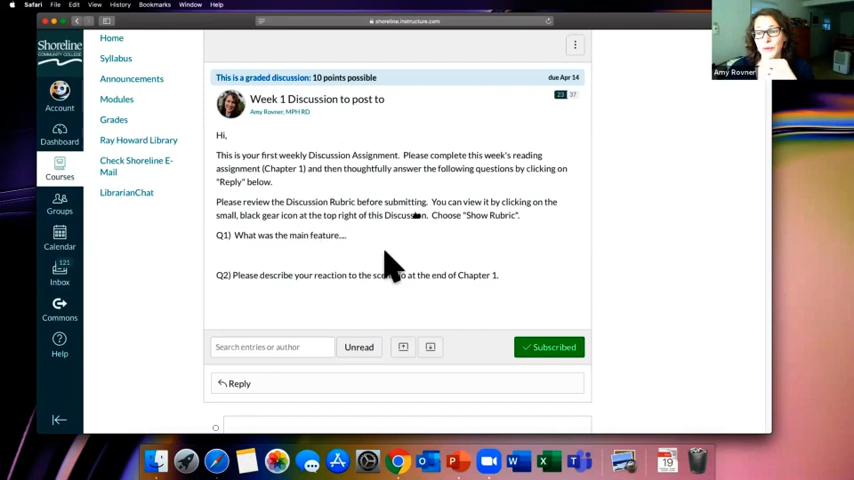 Safari File Edit View History Bookmarks Window Help
shoreline.instructure.com
Shoreline
COMMUNITY COLLEGE
Account
Dashboard
Courses
Groups
Calendar
121
Inbox
Commons
Help
Home
Syllabus
Announcements
Modules
Grades
Ray Howard Library
Check Shoreline E-
Mail
LibrarianChat
This is a graded discussion: 10 points possible
due Apr 14
Week 1 Discussion to post to
23 37
Amy Rovner, MPH RD
Hi,
This is your first weekly Discussion Assignment. Please complete this week's reading
assignment (Chapter 1) and then thoughtfully answer the following questions by clicking on
"Reply" below.
Please review the Discussion Rubric before submitting. You can view it by clicking on the
small, black gear icon at the top right of this Discussion. Choose "Show Rubric".
Q1) What was the main feature....
Q2) Please describe your reaction to the scenario at the end of Chapter 1.
Search entries or author
Unread
Subscribed
Reply
Amy Rovner
19